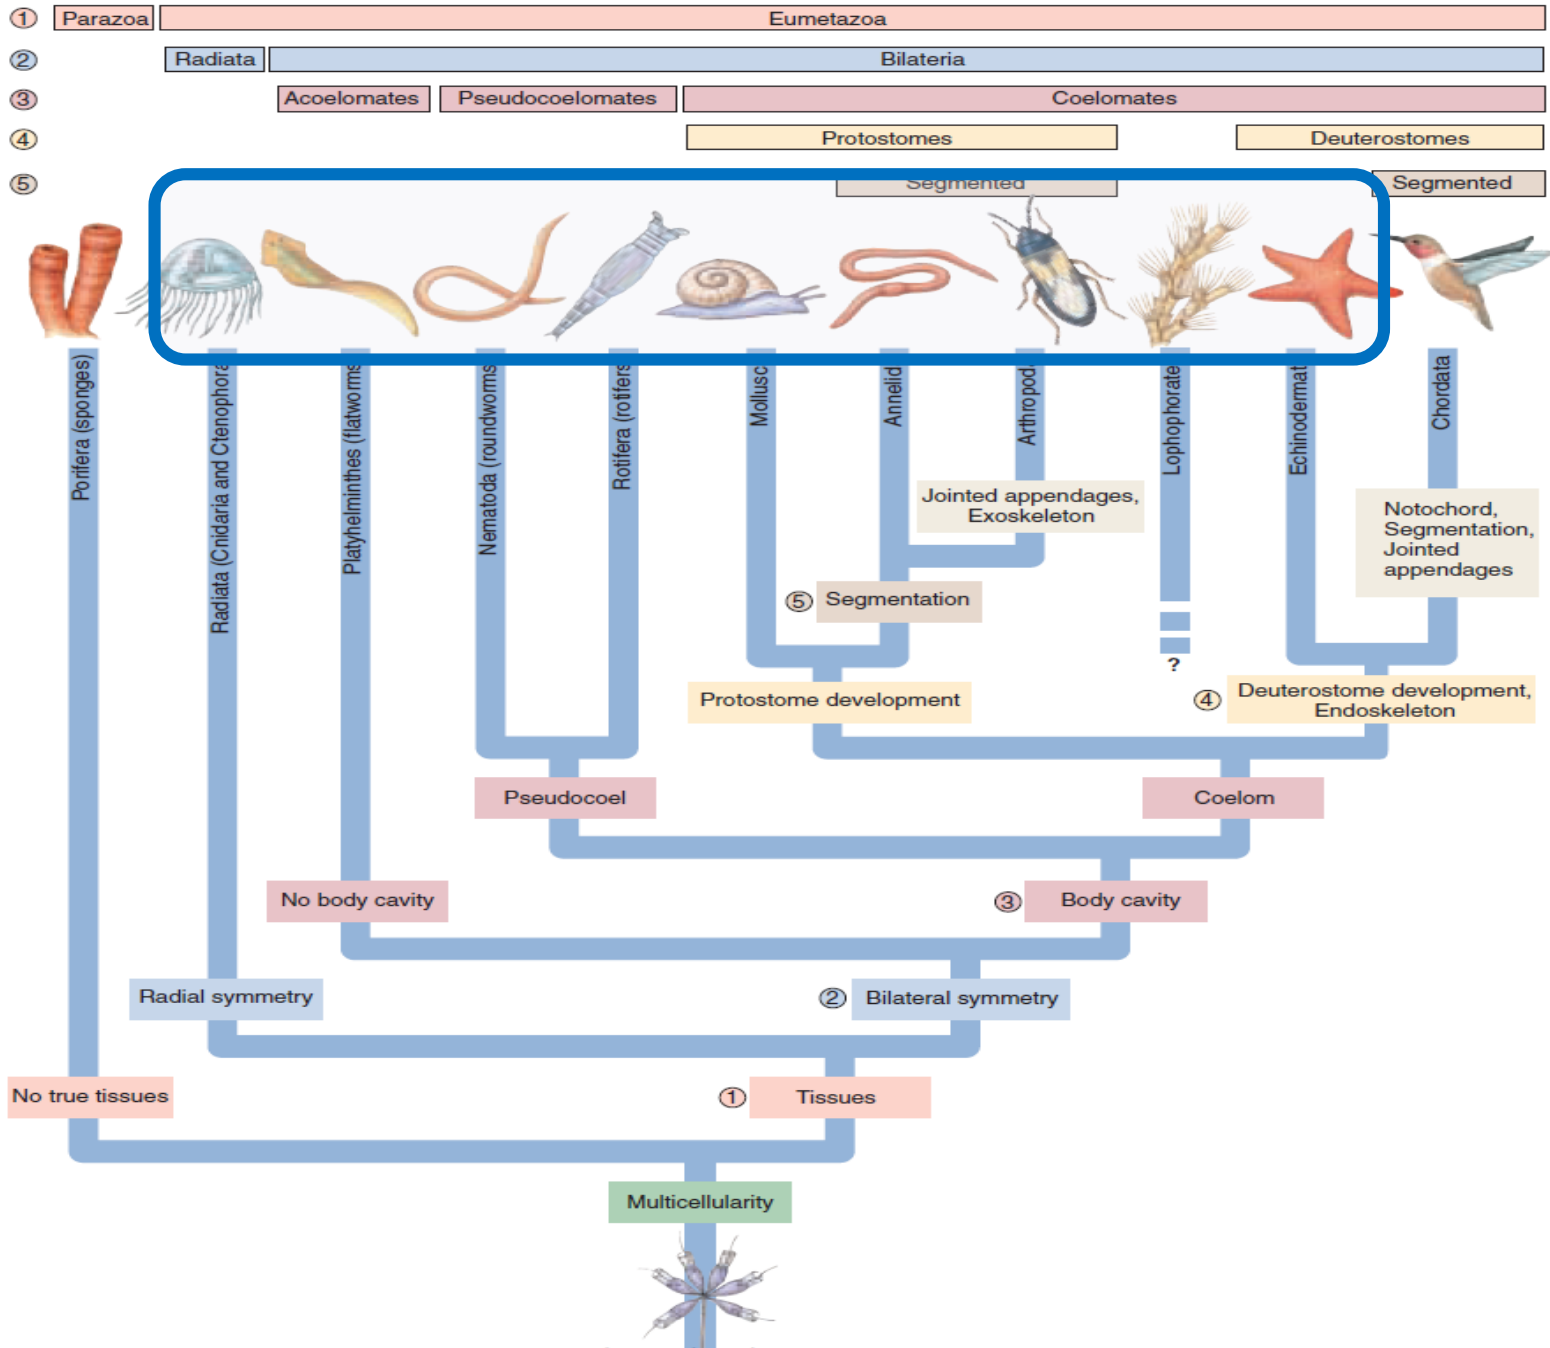 ① Parazoa Eumetazoa
② Radiata Bilateria
③ Acoelomates Pseudocoelomates Coelomates
④ Protostomes Deuterostomes
⑤ Segmented Segmented
Porifera (sponges)
Radiata (Cnidaria and Ctenophora
Platyhelminthes (flatworms
Nematoda (roundworms
Rotifera (rotifers
Mollusc
Annelid
Arthropod
Lophophorate
Echinodermat
Chordata
Jointed appendages,
Exoskeleton
Notochord,
Segmentation,
Jointed
appendages
⑤ Segmentation
?
Protostome development
④ Deuterostome development,
Endoskeleton
Pseudocoel
Coelom
No body cavity
③ Body cavity
Radial symmetry
② Bilateral symmetry
No true tissues
① Tissues
Multicellularity